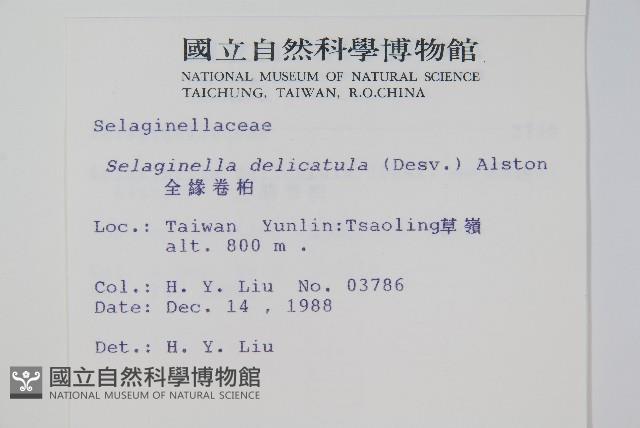 國立自然科學博物館
NATIONAL MUSEUM OF NATURAL SCIENCE
TAICHUNG, TAIWAN, R.O.CHINA
Selaginellaceae
Selaginella delicatula (Desv.) Alston
全緣卷柏
Loc.: Taiwan Yunlin:Tsaoling草嶺
alt. 800 m .
Col.: H. Y. Liu No. 03786
Date: Dec. 14 , 1988
Det.: H. Y. Liu
國立自然科學博物館
NATIONAL MUSEUM OF NATURAL SCIENCE